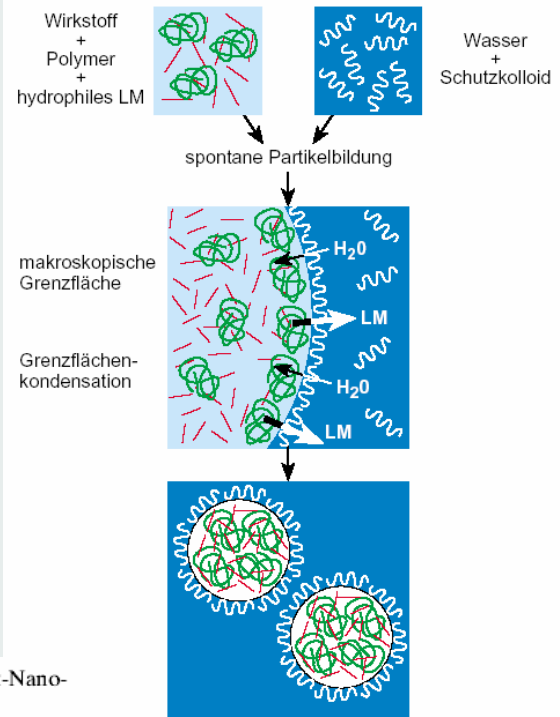 Wirkstoff
+
Polymer
+
hydrophiles LM
Wasser
+
Schutzkolloid
spontane Partikelbildung
makroskopische
Grenzfläche
Grenzflächen-
kondensation
H20
LM
H20
LM
-Nano-